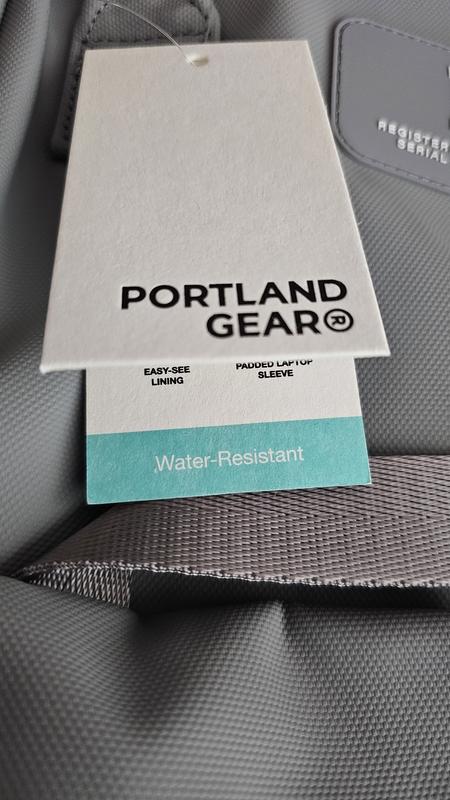 REGISTER
SERIAL
PORTLAND
GEAR®
EASY-SEE
LINING
PADDED LAPTOP
SLEEVE
Water-Resistant